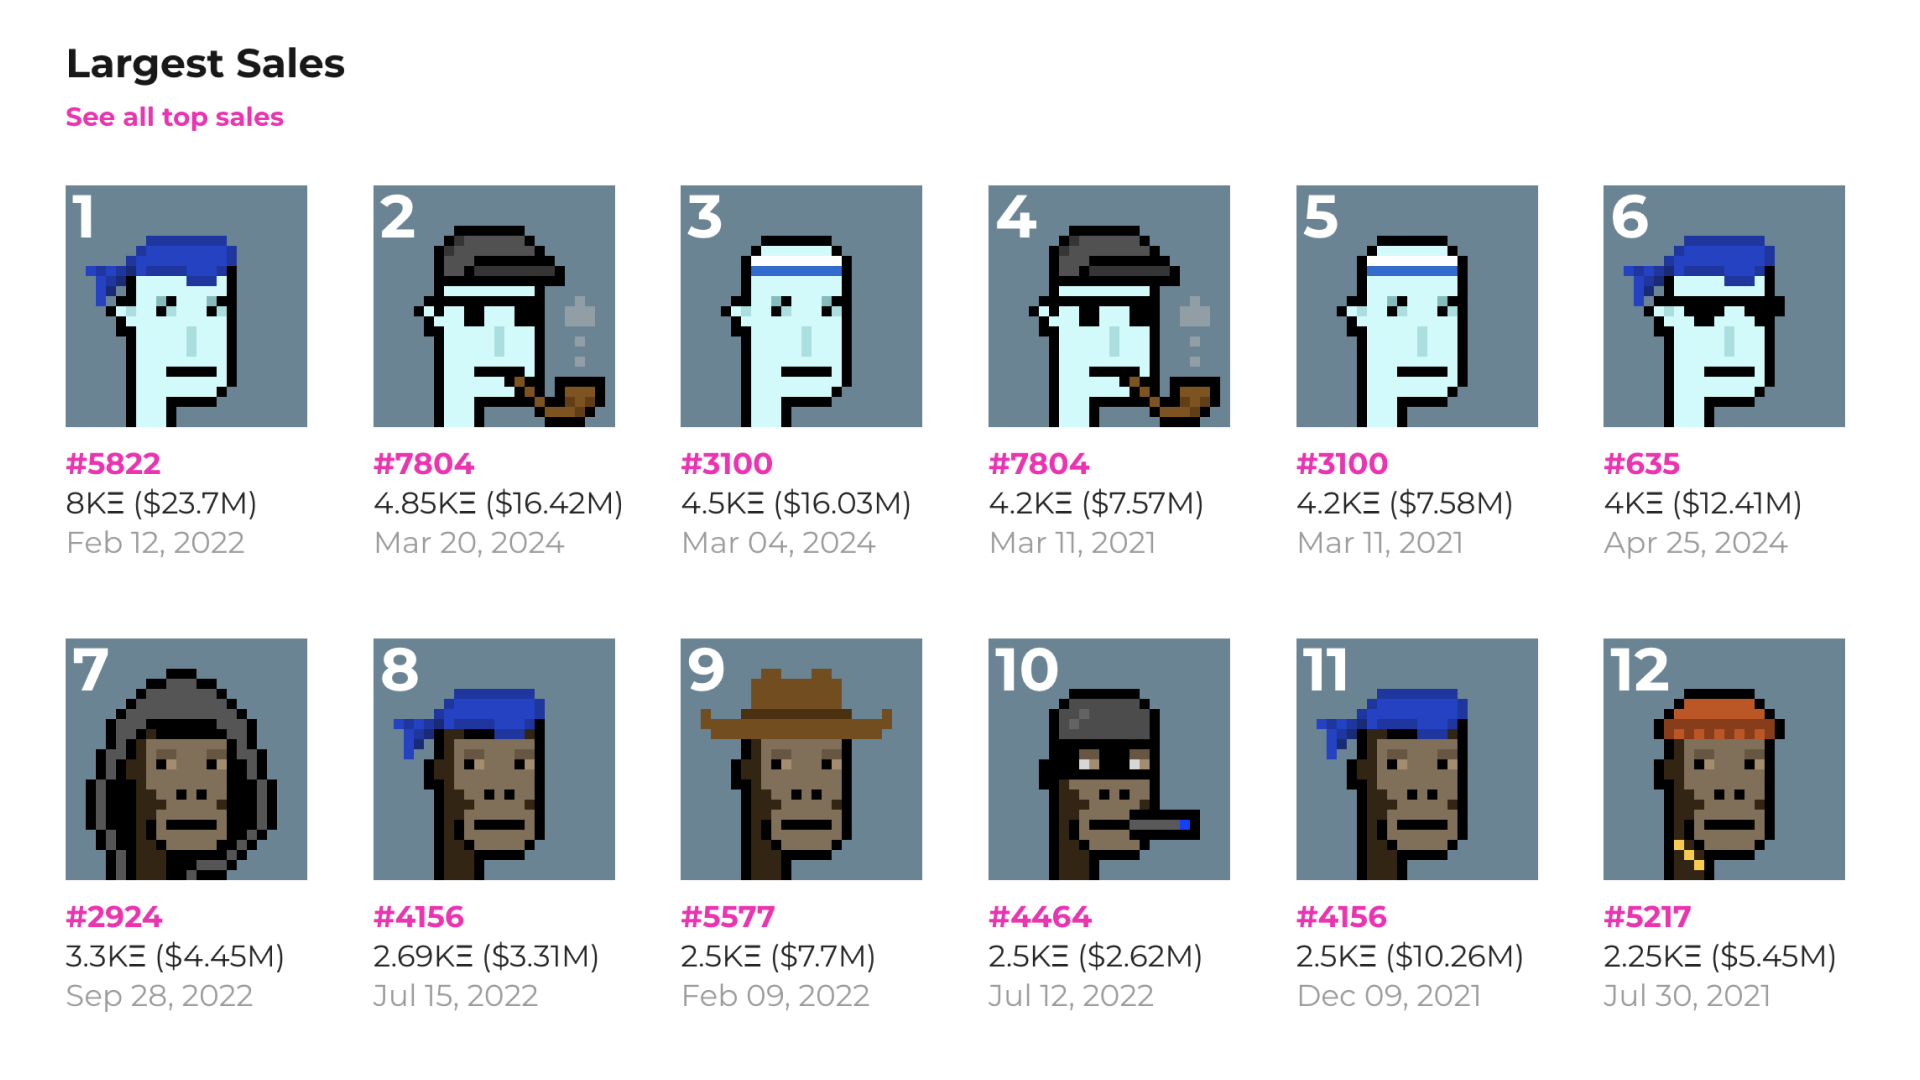 Largest Sales
See all top sales
1
2
3
4
5
6
#5822
#7804
#3100
#7804
#3100
#635
8KΞ ($23.7M)
4.85KΞ ($16.42M)
4.5KΞ ($16.03M)
4.2KΞ ($7.57M)
4.2KΞ ($7.58M)
4KΞ ($12.41M)
Feb 12, 2022
Mar 20, 2024
Mar 04, 2024
Mar 11, 2021
Mar 11, 2021
Apr 25, 2024
7
8
9
10
11
12
#2924
#4156
#5577
#4464
#4156
#5217
3.3KΞ ($4.45M)
2.69KΞ ($3.31M)
2.5KΞ ($7.7M)
2.5KΞ ($2.62M)
2.5KΞ ($10.26M)
2.25KΞ ($5.45M)
Sep 28, 2022
Jul 15, 2022
Feb 09, 2022
Jul 12, 2022
Dec 09, 2021
Jul 30, 2021